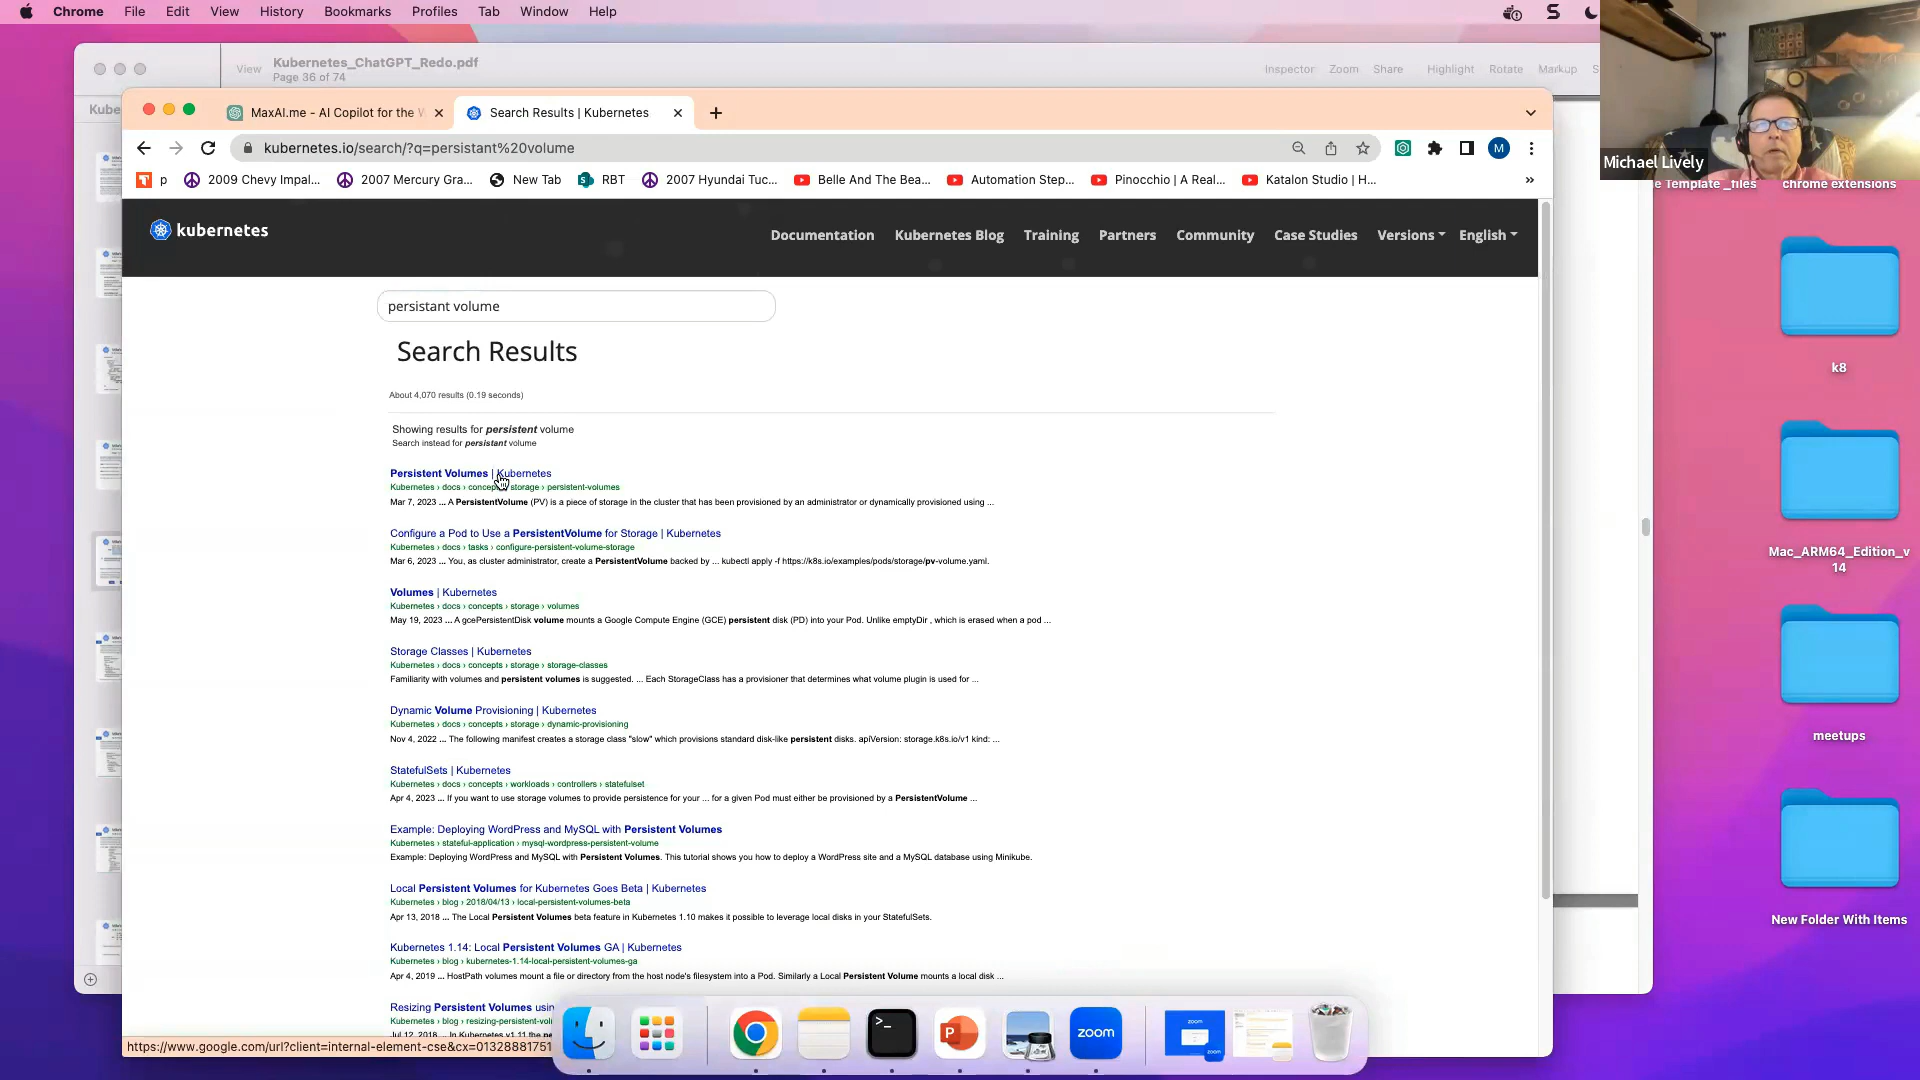 Chrome File Edit View History Bookmarks Profiles Tab Window Help
View Kubernetes_ChatGPT_Redo.pdf
Page 36 of 74
Inspector Zoom Share Highlight Rotate Markup S
Kube
MaxAI.me - AI Copilot for the W
Search Results | Kubernetes
kubernetes.io/search/?q=persistant%20volume
M
p 2009 Chevy Impal... 2007 Mercury Gra... New Tab RBT 2007 Hyundai Tuc... Belle And The Bea... Automation Step... Pinocchio | A Real... Katalon Studio | H...
kubernetes
Documentation Kubernetes Blog Training Partners Community Case Studies Versions English
persistant volume
Search Results
About 4,070 results (0.19 seconds)
Showing results for persistent volume
Search instead for persistant volume
Persistent Volumes | Kubernetes
Kubernetes › docs › concepts › storage › persistent-volumes
Mar 7, 2023 ... A PersistentVolume (PV) is a piece of storage in the cluster that has been provisioned by an administrator or dynamically provisioned using ...
Configure a Pod to Use a PersistentVolume for Storage | Kubernetes
Kubernetes › docs › tasks › configure-persistent-volume-storage
Mar 6, 2023 ... You, as cluster administrator, create a PersistentVolume backed by ... kubectl apply -f https://k8s.io/examples/pods/storage/pv-volume.yaml.
Volumes | Kubernetes
Kubernetes › docs › concepts › storage › volumes
May 19, 2023 ... A gcePersistentDisk volume mounts a Google Compute Engine (GCE) persistent disk (PD) into your Pod. Unlike emptyDir , which is erased when a pod ...
Storage Classes | Kubernetes
Kubernetes › docs › concepts › storage › storage-classes
Familiarity with volumes and persistent volumes is suggested. ... Each StorageClass has a provisioner that determines what volume plugin is used for ...
Dynamic Volume Provisioning | Kubernetes
Kubernetes › docs › concepts › storage › dynamic-provisioning
Nov 4, 2022 ... The following manifest creates a storage class "slow" which provisions standard disk-like persistent disks. apiVersion: storage.k8s.io/v1 kind: ...
StatefulSets | Kubernetes
Kubernetes › docs › concepts › workloads › controllers › statefulset
Apr 4, 2023 ... If you want to use storage volumes to provide persistence for your ... for a given Pod must either be provisioned by a PersistentVolume ...
Example: Deploying WordPress and MySQL with Persistent Volumes
Kubernetes › stateful-application › mysql-wordpress-persistent-volume
Example: Deploying WordPress and MySQL with Persistent Volumes. This tutorial shows you how to deploy a WordPress site and a MySQL database using Minikube.
Local Persistent Volumes for Kubernetes Goes Beta | Kubernetes
Kubernetes › blog › 2018/04/13 › local-persistent-volumes-beta
Apr 13, 2018 ... The Local Persistent Volumes beta feature in Kubernetes 1.10 makes it possible to leverage local disks in your StatefulSets.
Kubernetes 1.14: Local Persistent Volumes GA | Kubernetes
Kubernetes › blog › kubernetes-1.14-local-persistent-volumes-ga
Apr 4, 2019 ... HostPath volumes mount a file or directory from the host node's filesystem into a Pod. Similarly a Local Persistent Volume mounts a local disk ...
Resizing Persistent Volumes usin
Kubernetes › blog › resizing-persistent-vol
Jul 12, 2018 ... In Kubernetes v1.11 the pe
https://www.google.com/url?client=internal-element-cse&cx=01328881751
zoom
zoom
Michael Lively
e Template _files
chrome extensions
k8
Mac_ARM64_Edition_v
14
meetups
New Folder With Items